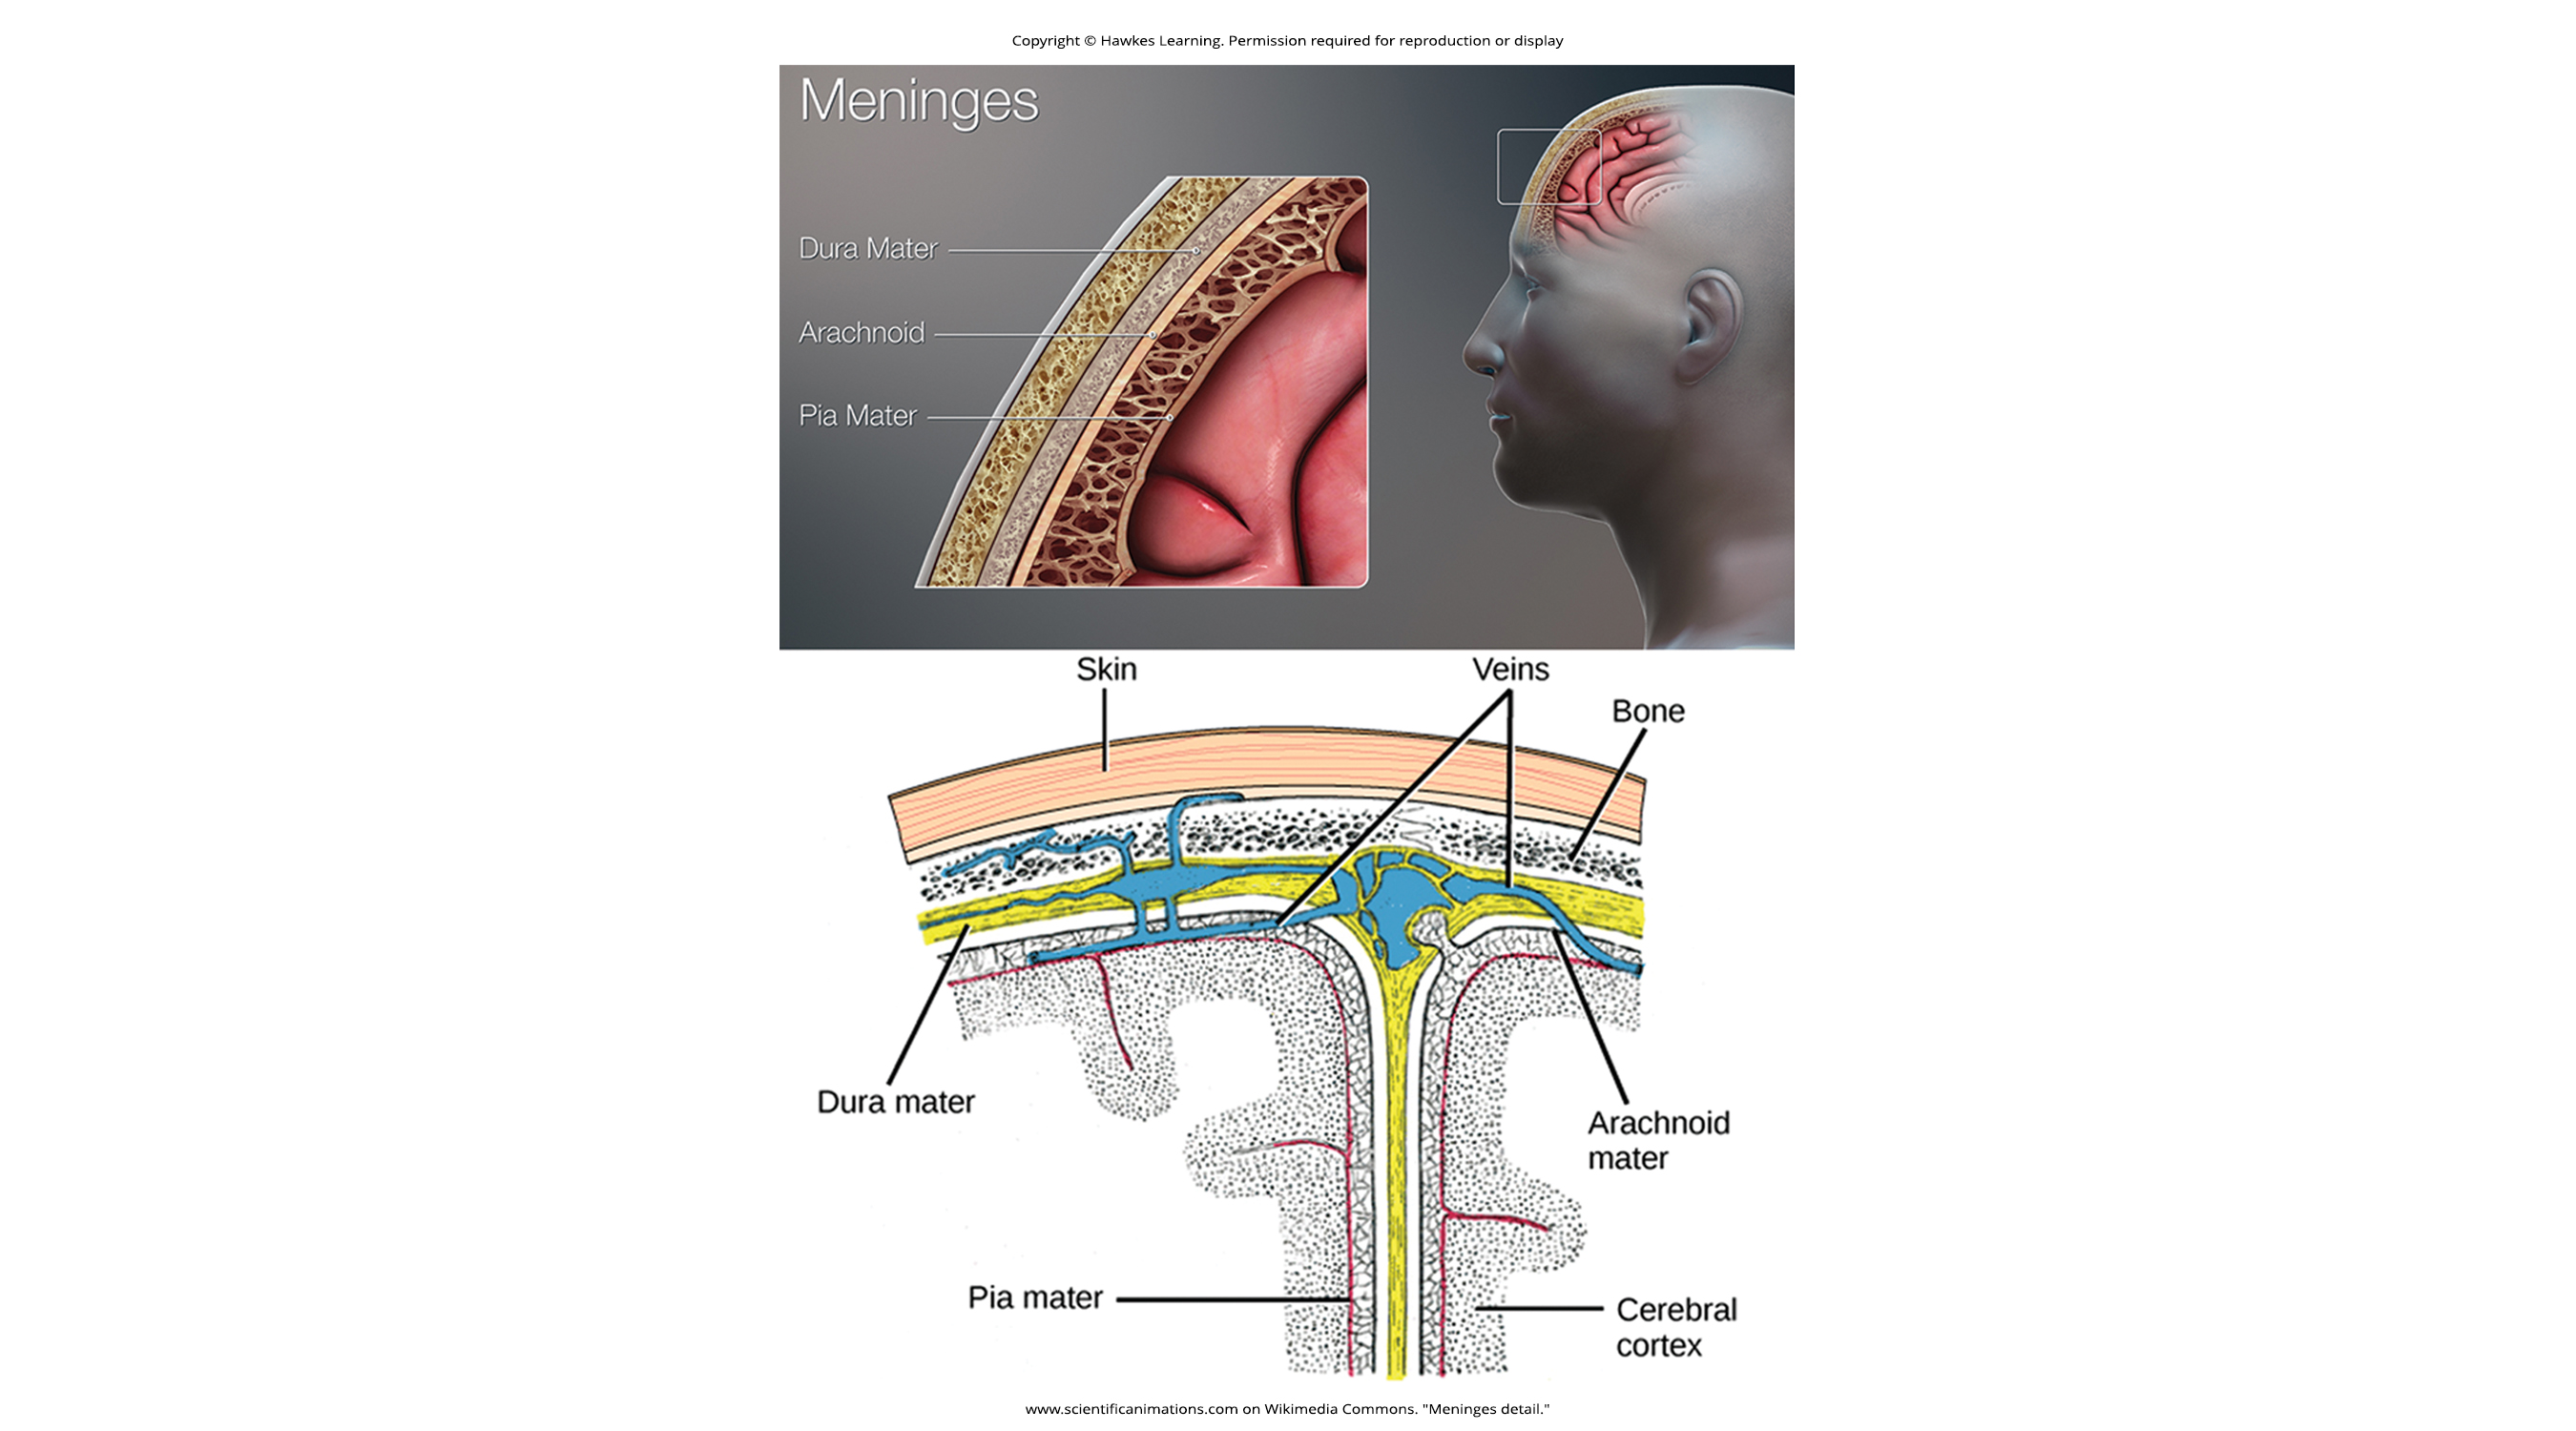 Copyright © Hawkes Learning. Permission required for reproduction or display
Meninges
Dura Mater
Arachnoid
Pia Mater
Skin
Veins
Bone
Dura mater
Arachnoid
mater
Pia mater
Cerebral
cortex
www.scientificanimations.com on Wikimedia Commons. "Meninges detail."